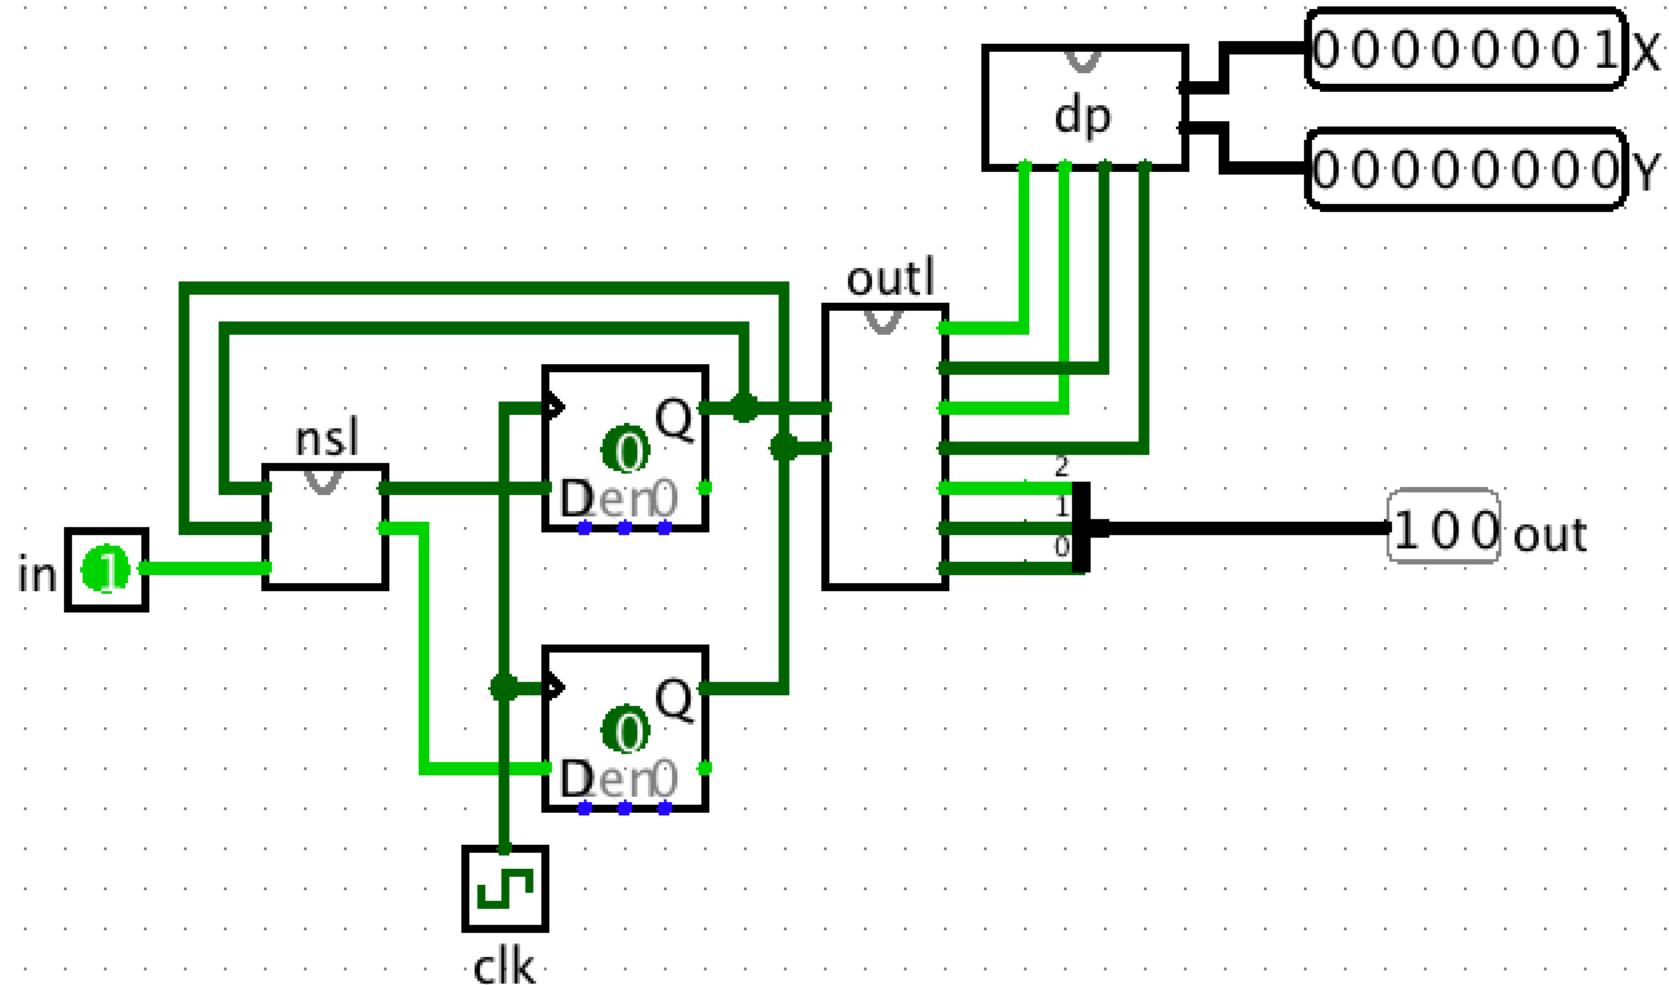 00000001 X
dp
00000000 Y
outl
Q
0
nsl
D en 0
2
1
0
in 1
100 out
Q
0
D en 0
clk